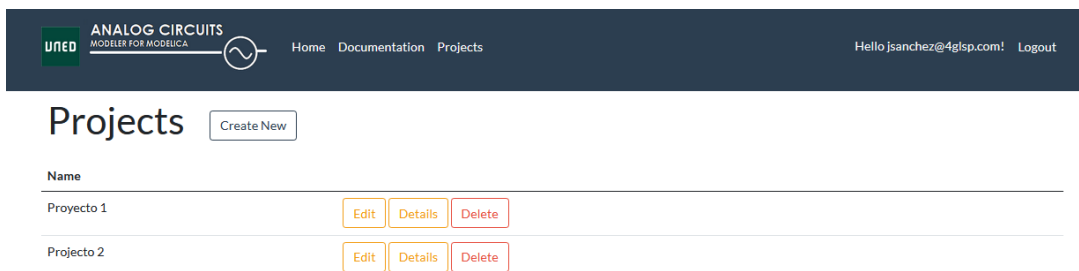 UNED ANALOG CIRCUITS
MODELER FOR MODELICA
Home Documentation Projects Hello jsanchez@4glsp.com! Logout
Projects Create New
Name
Proyecto 1 Edit Details Delete
Projecto 2 Edit Details Delete